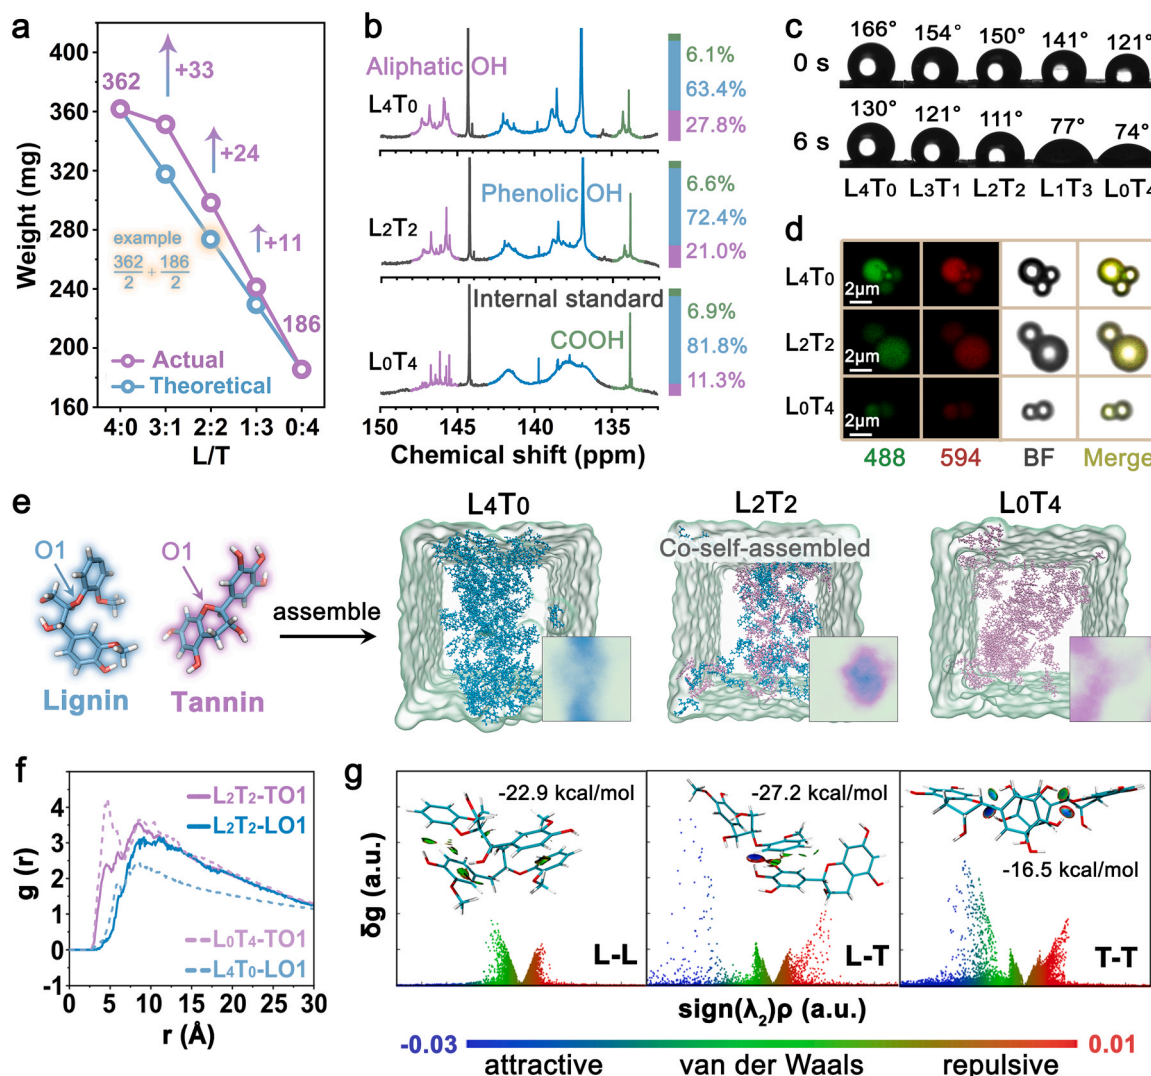 a
Weight (mg)
400
360
320
280
240
200
160
362
+33
+24
+11
186
example
362/2 + 186/2
Actual
Theoretical
4:0 3:1 2:2 1:3 0:4
L/T
b
Aliphatic OH
L4T0
6.1%
63.4%
27.8%
Phenolic OH
L2T2
6.6%
72.4%
21.0%
Internal standard
COOH
L0T4
6.9%
81.8%
11.3%
150 145 140 135
Chemical shift (ppm)
c
166° 154° 150° 141° 121°
0 s
130° 121° 111° 77° 74°
6 s
L4T0 L3T1 L2T2 L1T3 L0T4
d
L4T0
2μm
L2T2
2μm
L0T4
2μm
488 594 BF Merge
e
O1
O1
Lignin
Tannin
assemble
L4T0
L2T2
Co-self-assembled
L0T4
f
g (r)
4
3
2
1
0
-1
L2T2-TO1
L2T2-LO1
L0T4-TO1
L4T0-LO1
0 5 10 15 20 25 30
r (Å)
g
δg (a.u.)
-22.9 kcal/mol
L-L
-27.2 kcal/mol
L-T
-16.5 kcal/mol
T-T
sign(λ2)ρ (a.u.)
-0.03
0.01
attractive van der Waals repulsive